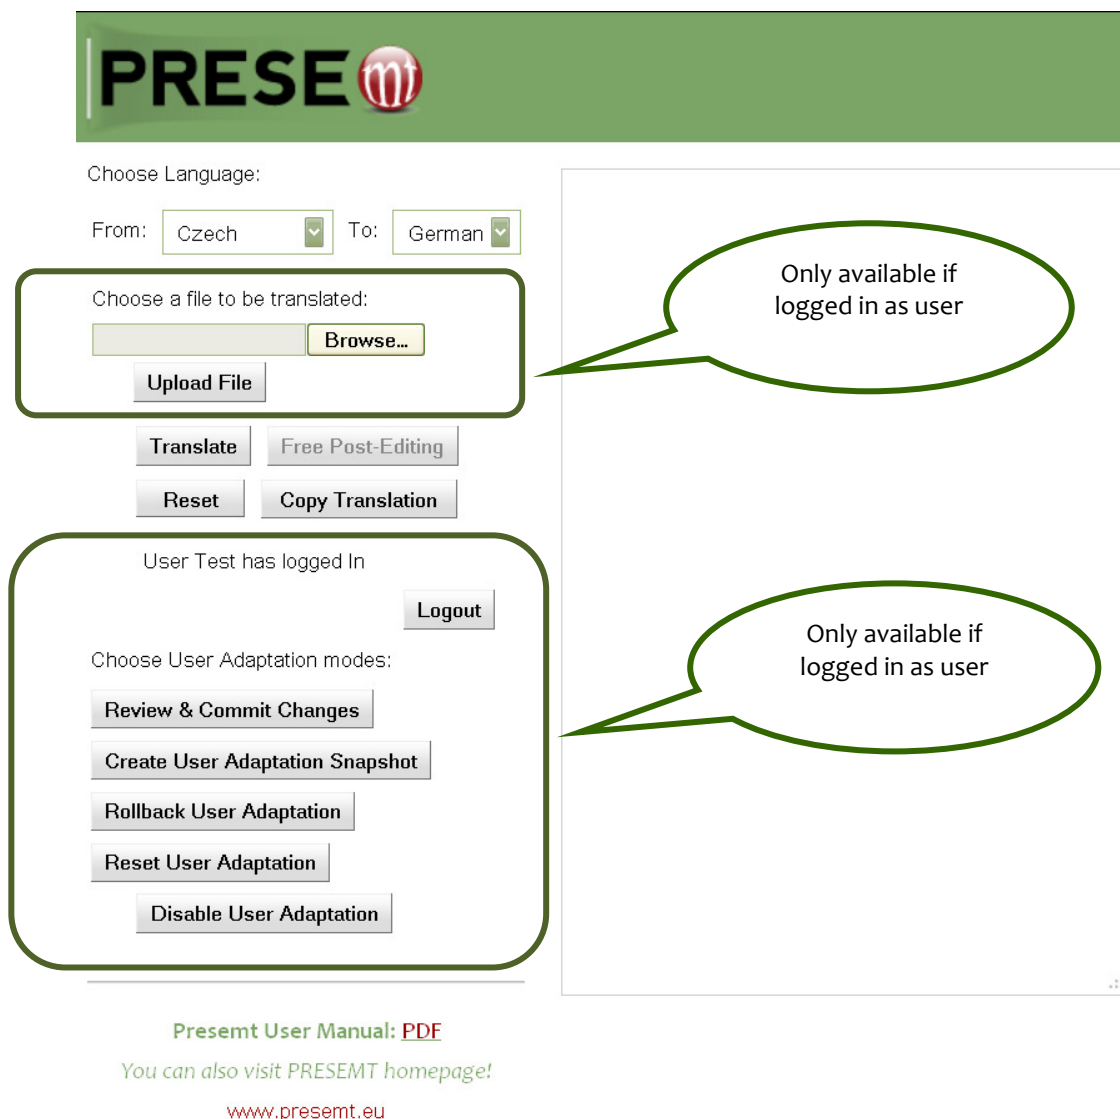 PRESEmt
Choose Language:
From: Czech To: German
Choose a file to be translated:
Browse...
Upload File
Translate Free Post-Editing
Reset Copy Translation
User Test has logged In
Logout
Choose User Adaptation modes:
Review & Commit Changes
Create User Adaptation Snapshot
Rollback User Adaptation
Reset User Adaptation
Disable User Adaptation
Presemt User Manual: PDF
You can also visit PRESEMT homepage!
www.presemt.eu
Only available if
logged in as user
Only available if
logged in as user